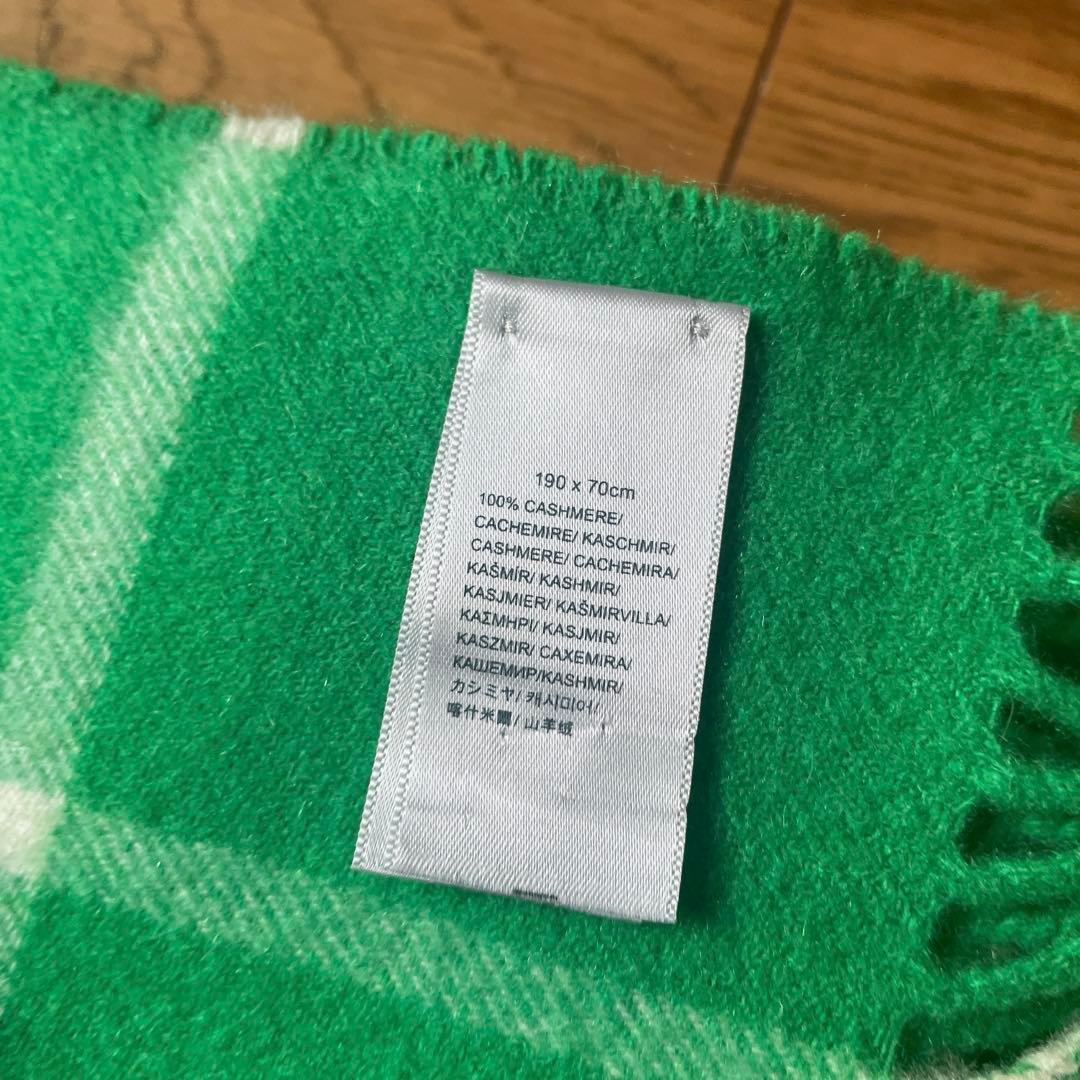 190 x 70cm
100% CASHMERE/
CACHEMIRE/ KASCHMIR/
CASHMERE/ CACHEMIRA/
KAŠMÍR/ KASHMIR/
KASJMIER/ KAŠMIRVILLA/
ΚΑΣΜΗΡΙ/ KASJMIR/
KASZMIR/ CAXEMIRA/
КАШЕМИР/KASHMIR/
カシミヤ/ 캐시미어/
喀什米爾/ 山羊绒